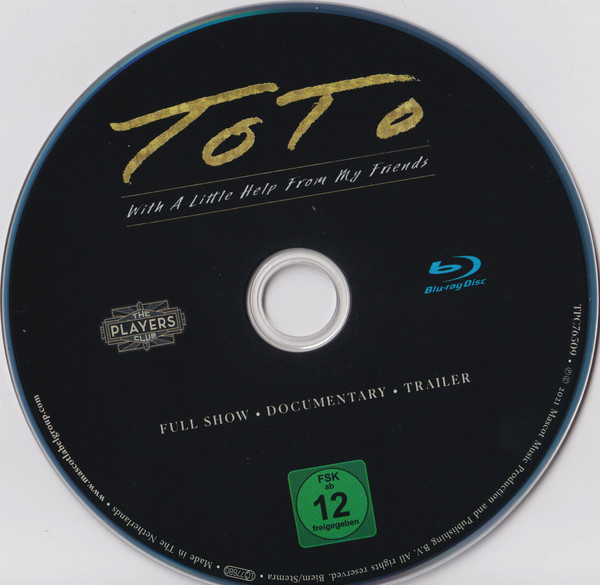 TOTO
With A Little Help From My Friends
Blu-ray Disc
THE
PLAYERS
CLUB
FULL SHOW • DOCUMENTARY • TRAILER
FSK
ab
12
freigegeben
TPC76509 • ℗© 2021 Mascot Music Production and Publishing B.V. All rights reserved. Biem/Stemra
Made in The Netherlands • www.mascotlabelgroup.com